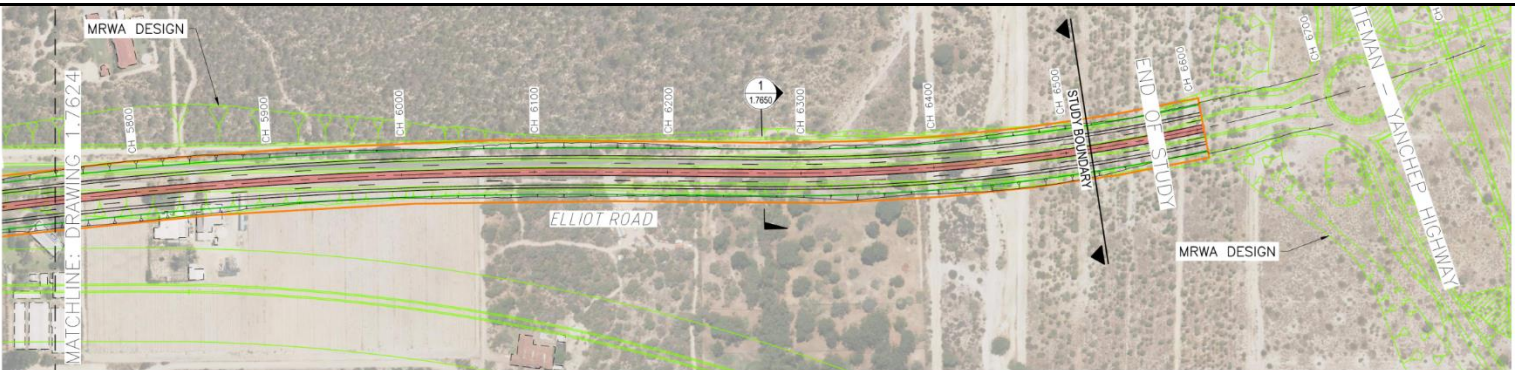 MRWA DESIGN
MATCHLINE: DRAWING 1.7624
CH 5800
CH 5900
CH 6000
CH 6100
CH 6200
1
1.7650
CH 6300
CH 6400
CH 6500
STUDY BOUNDARY
END OF STUDY
CH 6600
CH 6700
CH
TEMAN - YANCHEP HIGHWAY
ELLIOT ROAD
MRWA DESIGN